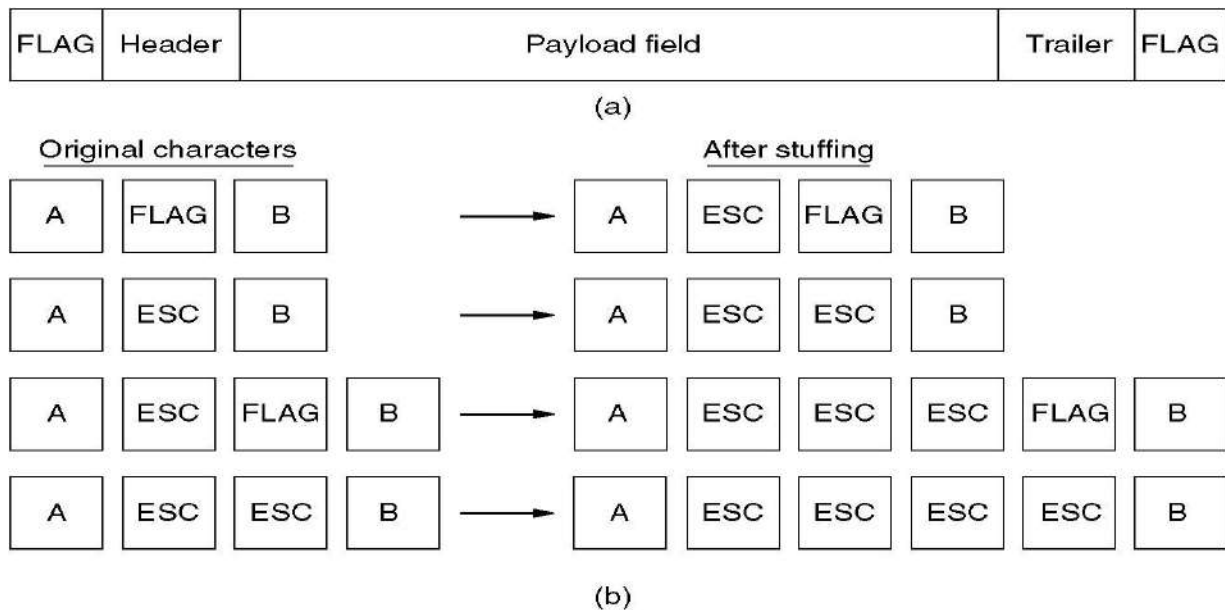 FLAG Header Payload field Trailer FLAG
(a)
Original characters After stuffing
A FLAG B A ESC FLAG B
A ESC B A ESC ESC B
A ESC FLAG B A ESC ESC ESC FLAG B
A ESC ESC B A ESC ESC ESC ESC B
(b)